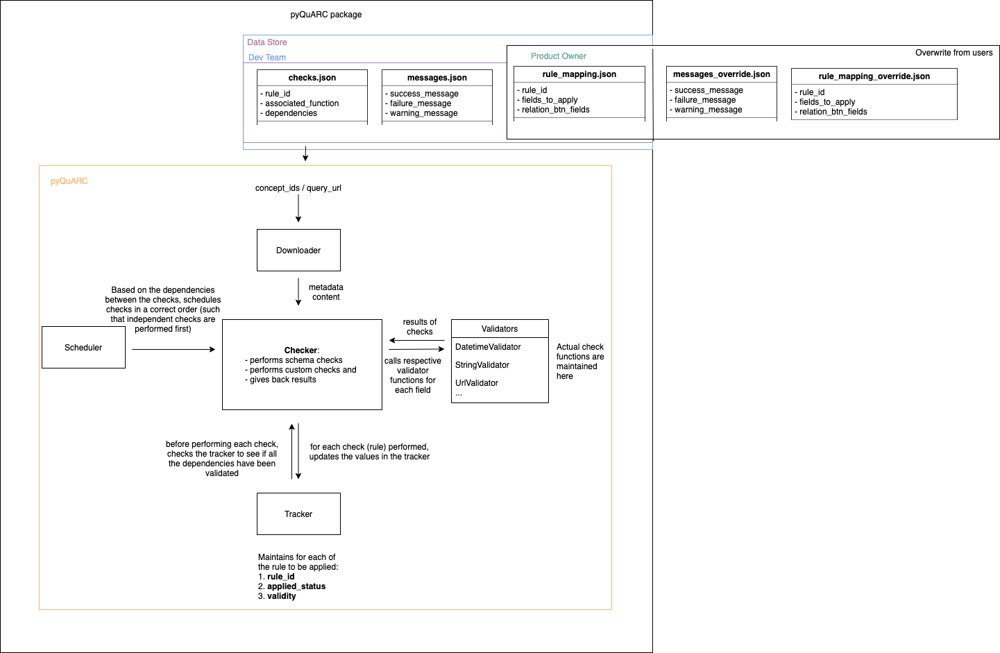 pyQuARC package
Data Store
Dev Team
Product Owner
Overwrite from users
checks.json
- rule_id
- associated_function
- dependencies
messages.json
- success_message
- failure_message
- warning_message
rule_mapping.json
- rule_id
- fields_to_apply
- relation_btn_fields
messages_override.json
- success_message
- failure_message
- warning_message
rule_mapping_override.json
- rule_id
- fields_to_apply
- relation_btn_fields
pyQuARC
concept_ids / query_url
Downloader
metadata
content
Based on the dependencies
between the checks, schedules
checks in a correct order (such
that independent checks are
performed first)
Scheduler
Checker:
- performs schema checks
- performs custom checks and
- gives back results
results of
checks
calls respective
validator
functions for
each field
Validators
DatetimeValidator
StringValidator
UrlValidator
...
Actual check
functions are
maintained
here
before performing each check,
checks the tracker to see if all
the dependencies have been
validated
for each check (rule) performed,
updates the values in the tracker
Tracker
Maintains for each of
the rule to be applied:
1. rule_id
2. applied_status
3. validity